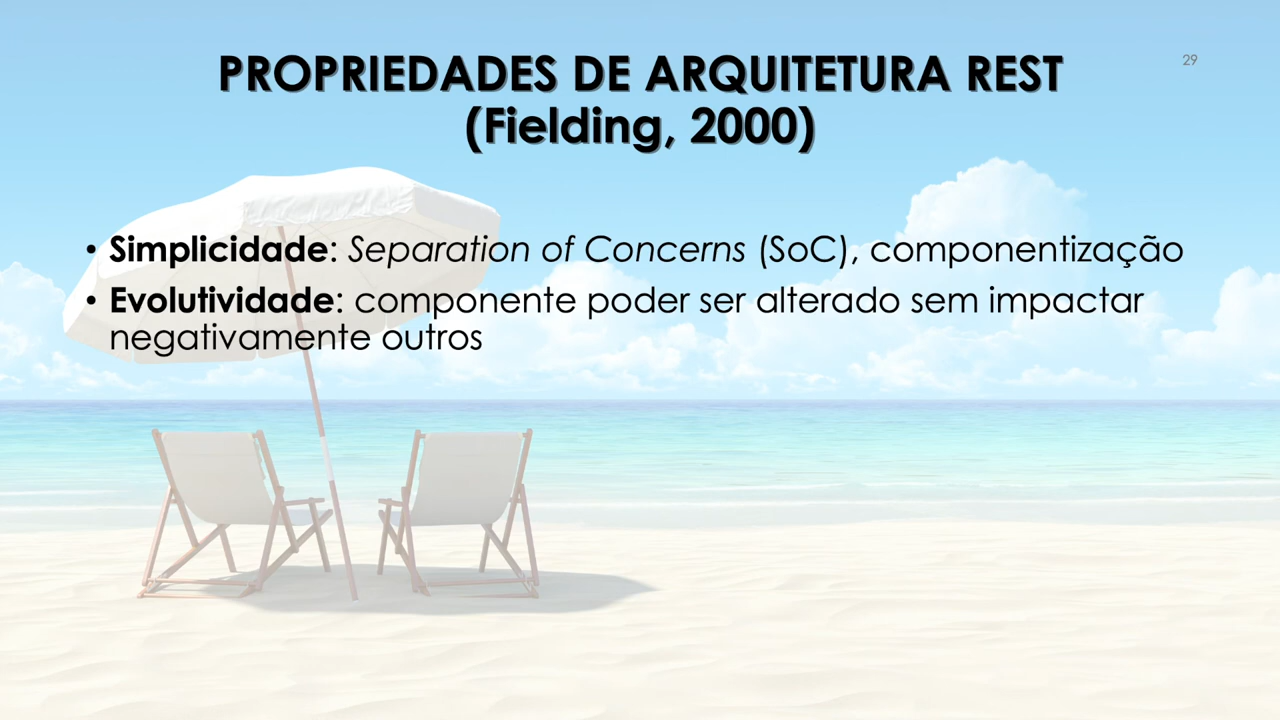 PROPRIEDADES DE ARQUITETURA REST
(Fielding, 2000)
29
• Simplicidade: Separation of Concerns (SoC), componentização
• Evolutividade: componente poder ser alterado sem impactar
negativamente outros